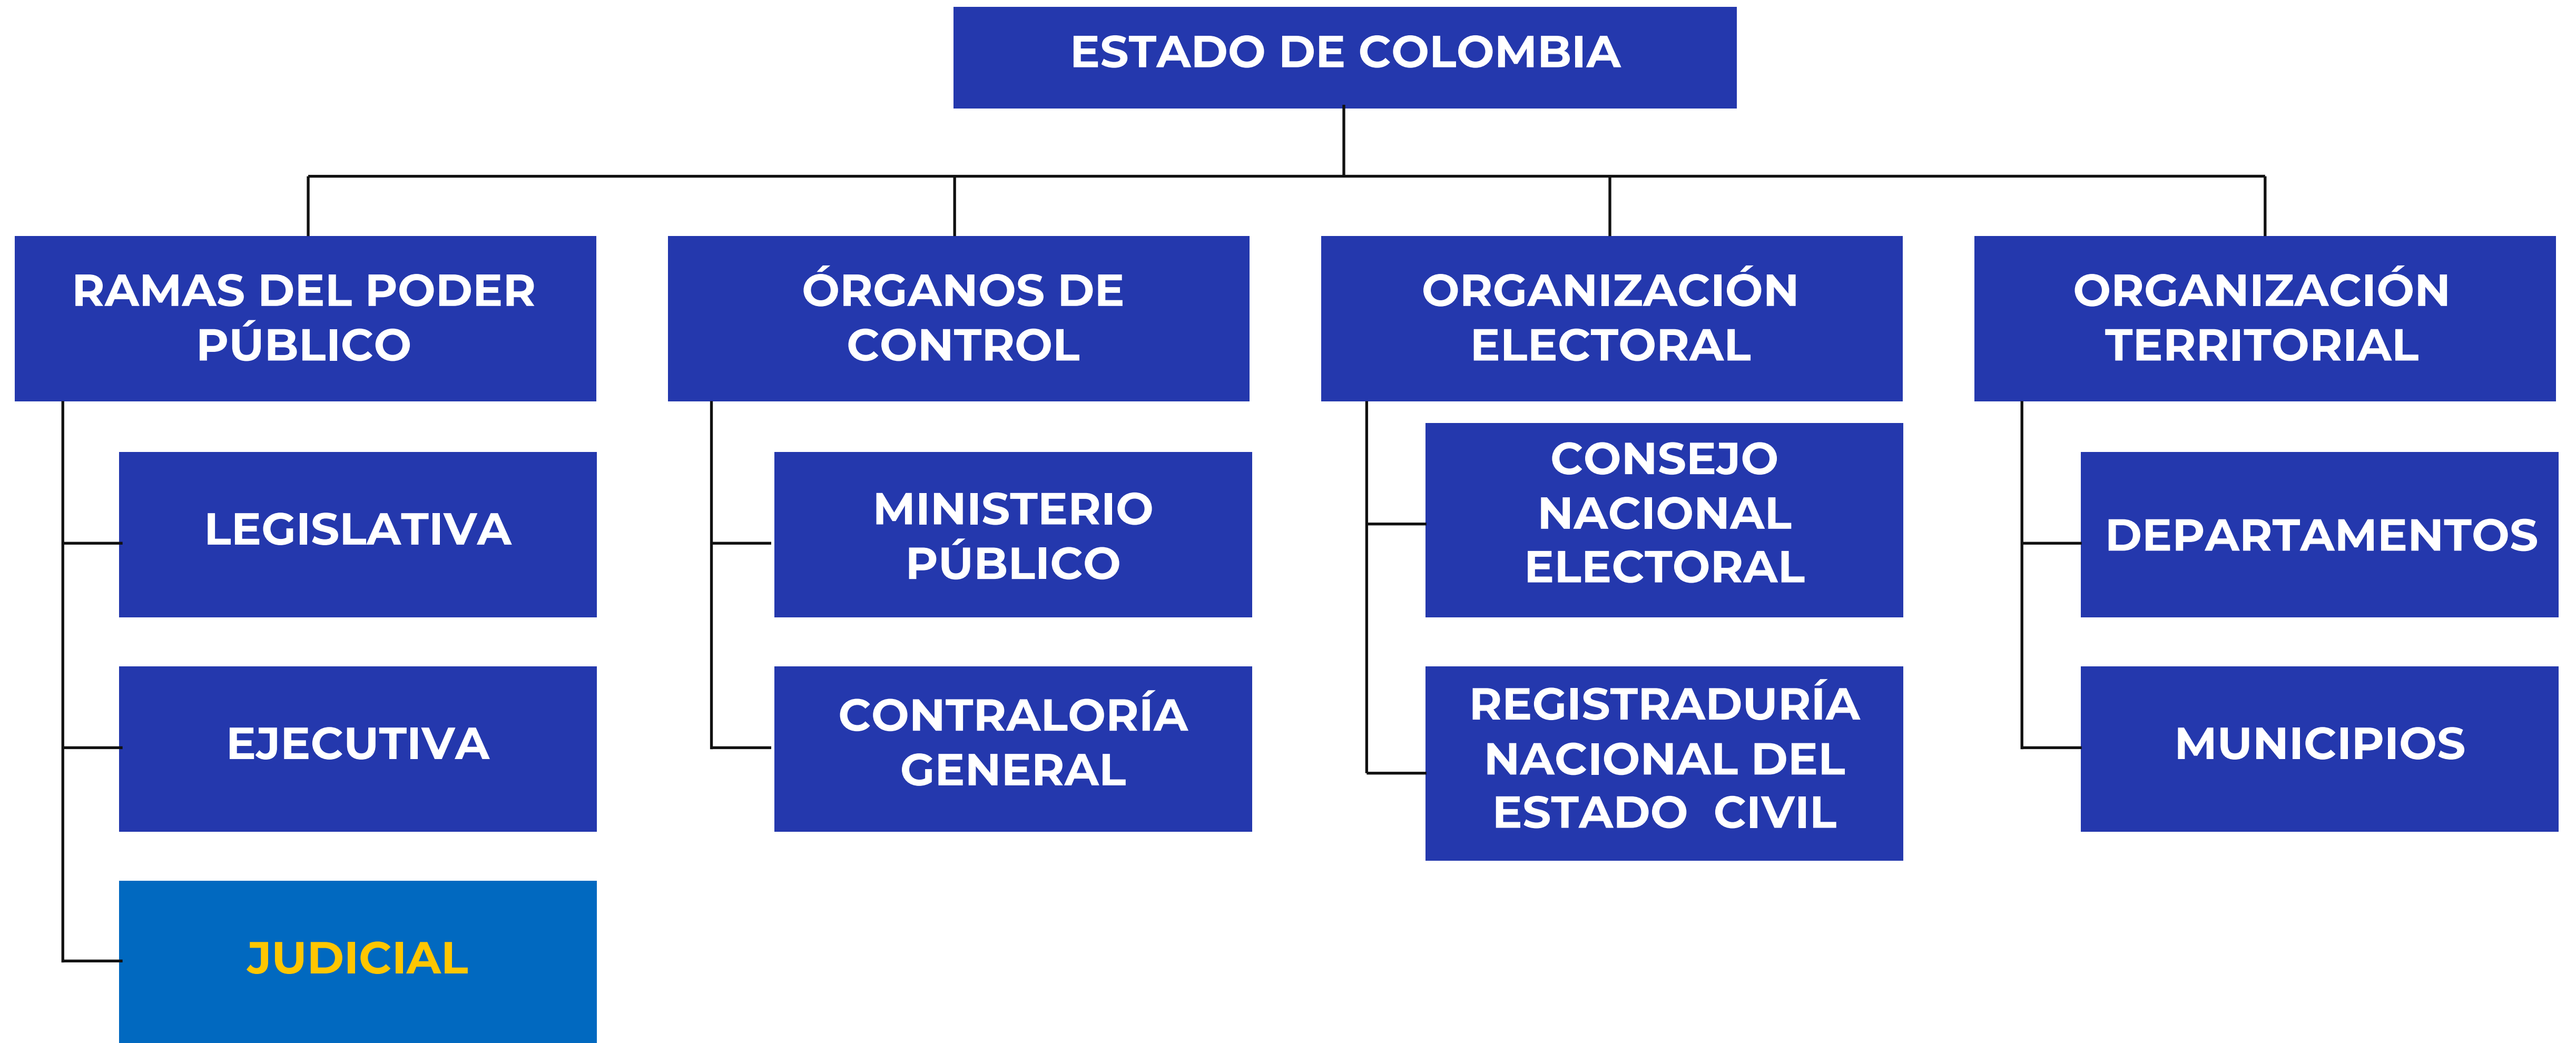 ESTADO DE COLOMBIA
RAMAS DEL PODER
PÚBLICO
LEGISLATIVA
EJECUTIVA
JUDICIAL
ÓRGANOS DE
CONTROL
MINISTERIO
PÚBLICO
CONTRALORÍA
GENERAL
ORGANIZACIÓN
ELECTORAL
CONSEJO
NACIONAL
ELECTORAL
REGISTRADURÍA
NACIONAL DEL
ESTADO CIVIL
ORGANIZACIÓN
TERRITORIAL
DEPARTAMENTOS
MUNICIPIOS